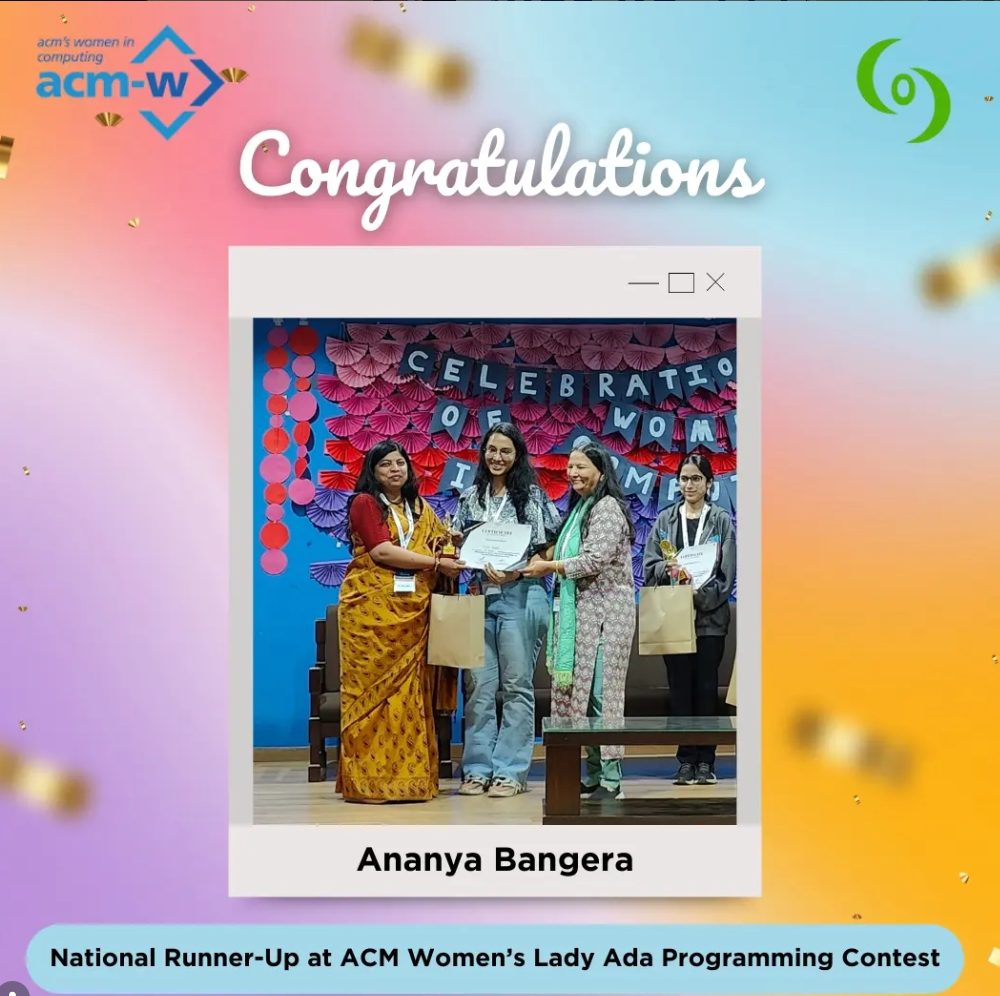 acm's women in
computing
acm-w
Congratulations
CELEBRATIO
OF WOM
CERTIFICATE
Ananya Bangera
National Runner-Up at ACM Women's Lady Ada Programming Contest